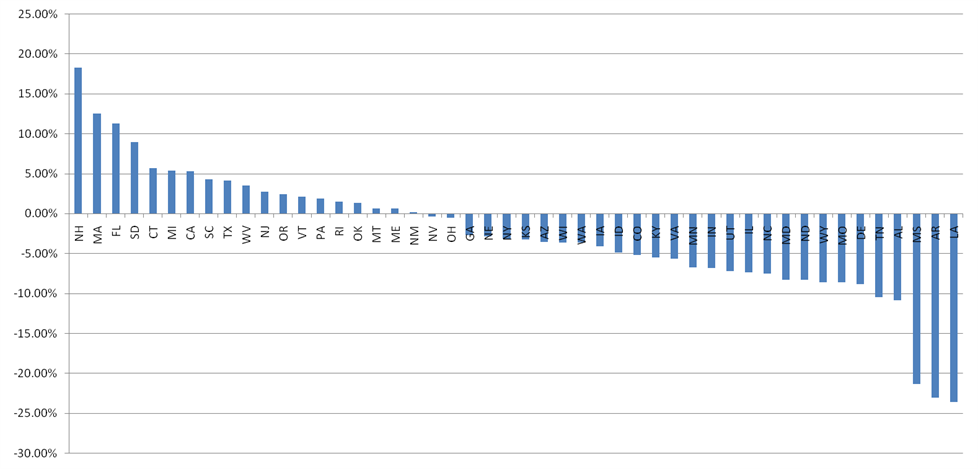 25.00%
20.00%
15.00%
10.00%
5.00%
0.00%
-5.00%
-10.00%
-15.00%
-20.00%
-25.00%
-30.00%
NH
MA
FL
SD
CT
MI
CA
SC
TX
WV
NJ
OR
VT
PA
RI
OK
MT
ME
NM
NV
OH
GA
NE
NY
KS
AZ
WI
WA
IA
ID
CO
KY
VA
MN
IN
UT
IL
NC
MD
ND
WY
MO
DE
TN
AL
MS
AR
LA